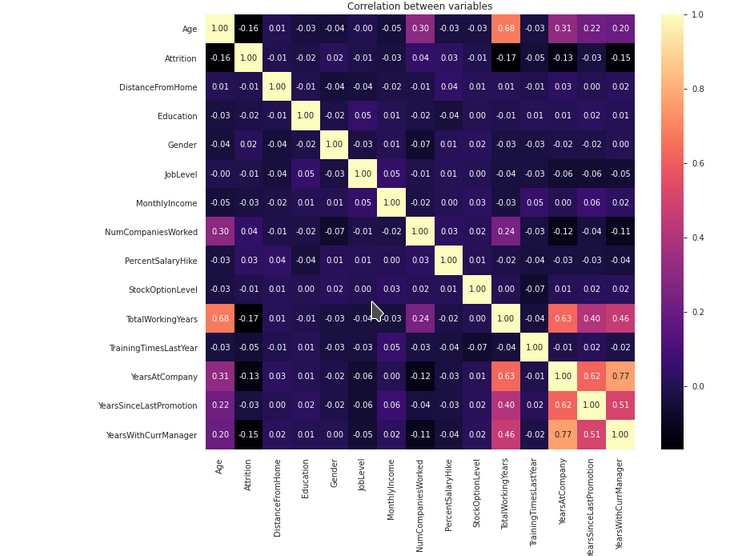 Correlation between variables
Age 1.00 -0.16 0.01 -0.03 -0.04 -0.00 -0.05 0.30 -0.03 -0.03 0.68 -0.03 0.31 0.22 0.20
Attrition -0.16 1.00 -0.01 -0.02 0.02 -0.01 -0.03 0.04 0.03 -0.01 -0.17 -0.05 -0.13 -0.03 -0.15
DistanceFromHome 0.01 -0.01 1.00 -0.01 -0.04 -0.04 -0.02 -0.01 0.04 0.01 0.01 -0.01 0.03 0.00 0.02
Education -0.03 -0.02 -0.01 1.00 -0.02 0.05 0.01 -0.02 -0.04 0.00 -0.01 0.01 0.01 0.02 0.01
Gender -0.04 0.02 -0.04 -0.02 1.00 -0.03 0.01 -0.07 0.01 0.02 -0.03 -0.03 -0.02 -0.02 0.00
JobLevel -0.00 -0.01 -0.04 0.05 -0.03 1.00 0.05 -0.01 0.01 0.00 -0.04 -0.03 -0.06 -0.06 -0.05
MonthlyIncome -0.05 -0.03 -0.02 0.01 0.01 0.05 1.00 -0.02 0.00 0.03 -0.03 0.05 0.00 0.06 0.02
NumCompaniesWorked 0.30 0.04 -0.01 -0.02 -0.07 -0.01 -0.02 1.00 0.03 0.02 0.24 -0.03 -0.12 -0.04 -0.11
PercentSalaryHike -0.03 0.03 0.04 -0.04 0.01 0.01 0.00 0.03 1.00 0.01 -0.02 -0.04 -0.03 -0.03 -0.04
StockOptionLevel -0.03 -0.01 0.01 0.00 0.02 0.00 0.03 0.02 0.01 1.00 0.00 -0.07 0.01 0.02 0.02
TotalWorkingYears 0.68 -0.17 0.01 -0.01 -0.03 -0.04 -0.03 0.24 -0.02 0.00 1.00 -0.04 0.63 0.40 0.46
TrainingTimesLastYear -0.03 -0.05 -0.01 0.01 -0.03 -0.03 0.05 -0.03 -0.04 -0.07 -0.04 1.00 -0.01 0.02 -0.02
YearsAtCompany 0.31 -0.13 0.03 0.01 -0.02 -0.06 0.00 -0.12 -0.03 0.01 0.63 -0.01 1.00 0.62 0.77
YearsSinceLastPromotion 0.22 -0.03 0.00 0.02 -0.02 -0.06 0.06 -0.04 -0.03 0.02 0.40 0.02 0.62 1.00 0.51
YearsWithCurrManager 0.20 -0.15 0.02 0.01 0.00 -0.05 0.02 -0.11 -0.04 0.02 0.46 -0.02 0.77 0.51 1.00
Age
Attrition
DistanceFromHome
Education
Gender
JobLevel
MonthlyIncome
NumCompaniesWorked
PercentSalaryHike
StockOptionLevel
TotalWorkingYears
TrainingTimesLastYear
YearsAtCompany
YearsSinceLastPromotion
YearsWithCurrManager
1.0
0.8
0.6
0.4
0.2
0.0